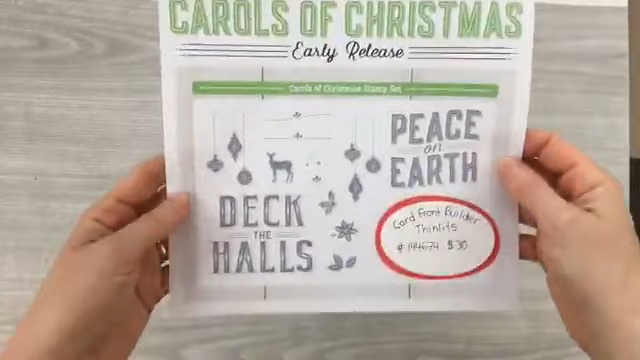 CAROLS OF CHRISTMAS
Early Release
Carols of Christmas Stamp Set
PEACE
on
EARTH
DECK
THE
HALLS
Card Front Builder
Thinlits
# 144674 $30